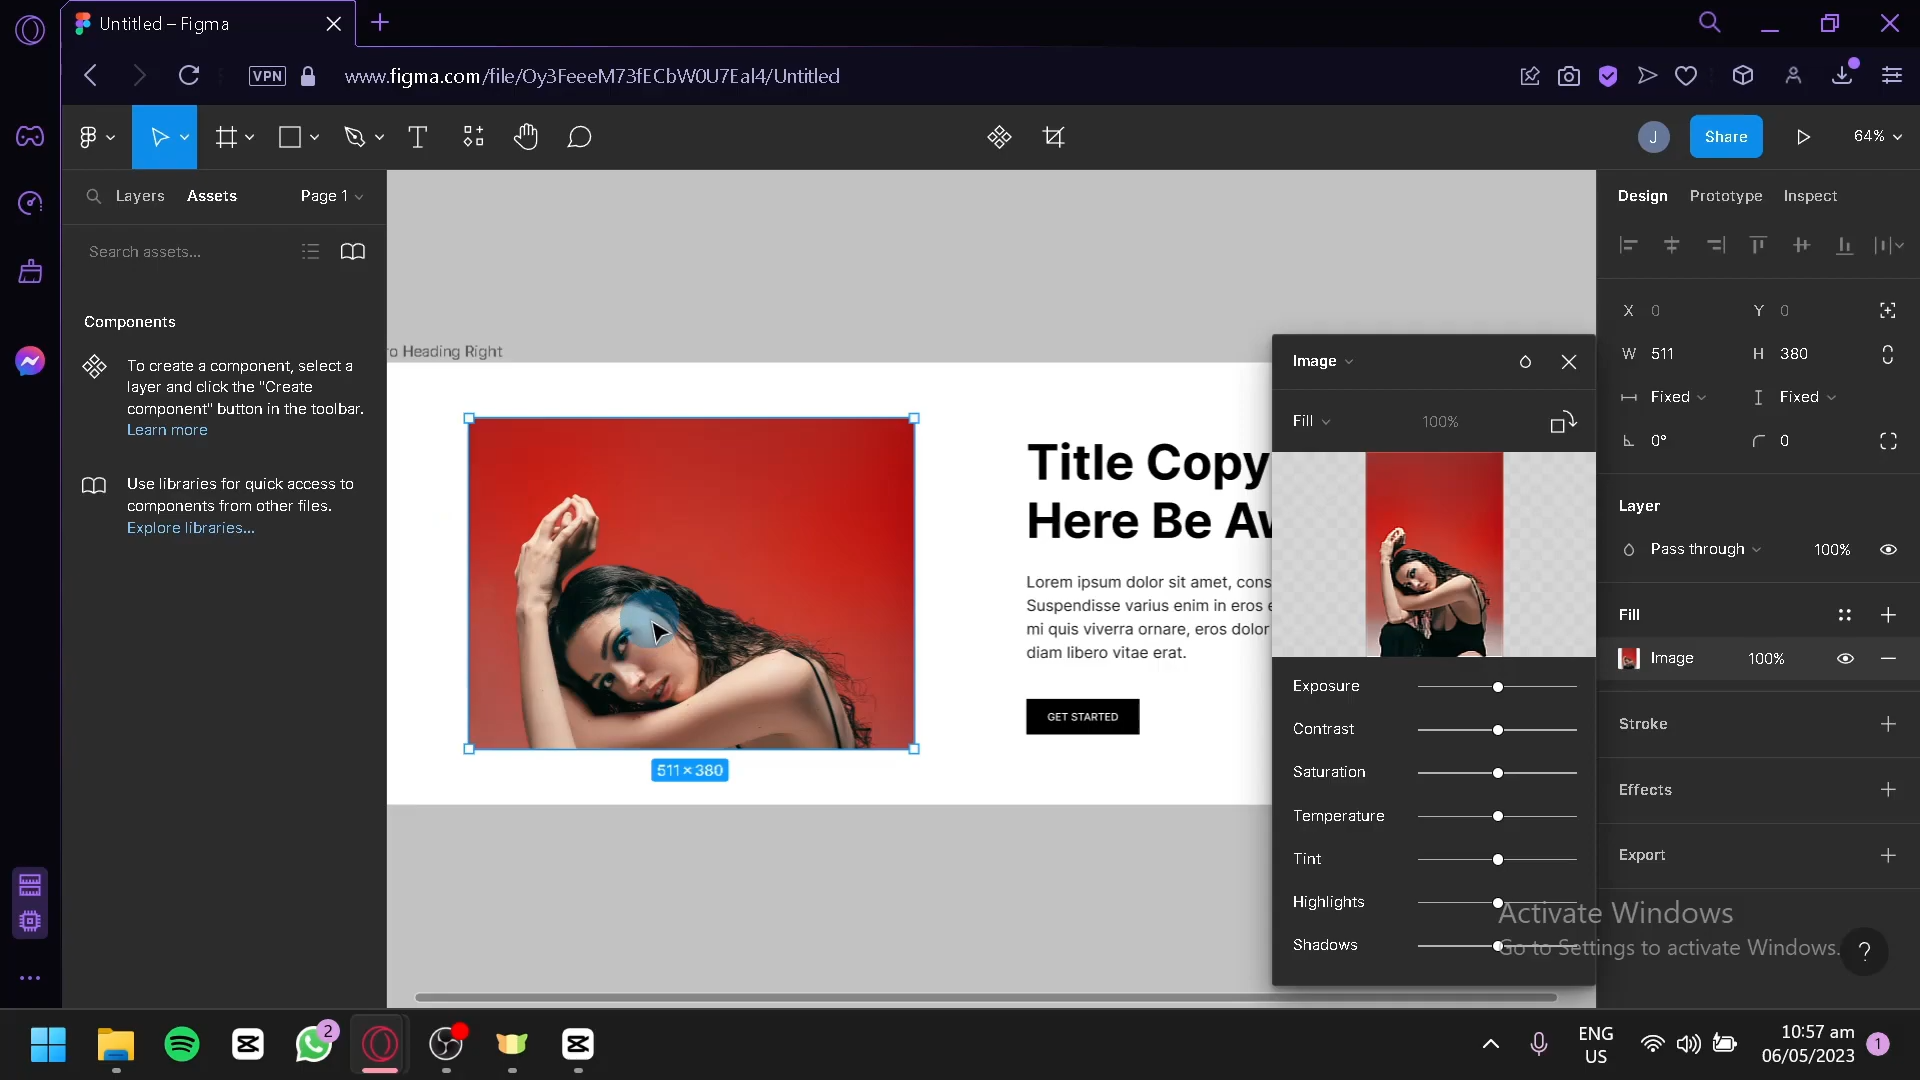 Untitled – Figma
VPN
www.figma.com/file/Oy3FeeeM73fECbW0U7Eal4/Untitled
J
Share
64%
Layers
Assets
Page 1
Search assets...
Components
To create a component, select a
layer and click the "Create
component" button in the toolbar.
Learn more
Use libraries for quick access to
components from other files.
Explore libraries...
ro Heading Right
511 × 380
Title Copy
Here Be
Lorem ipsum dolor sit amet, cons
Suspendisse varius enim in eros e
mi quis viverra ornare, eros dolor
diam libero vitae erat.
GET STARTED
Image
Fill
100%
Exposure
Contrast
Saturation
Temperature
Tint
Highlights
Shadows
Design
Prototype
Inspect
X 0
Y 0
W 511
H 380
Fixed
Fixed
0°
0
Layer
Pass through
100%
Fill
Image
100%
Stroke
Effects
Export
Activate Windows
Go to Settings to activate Windows.
?
2
ENG
US
10:57 am
06/05/2023
1